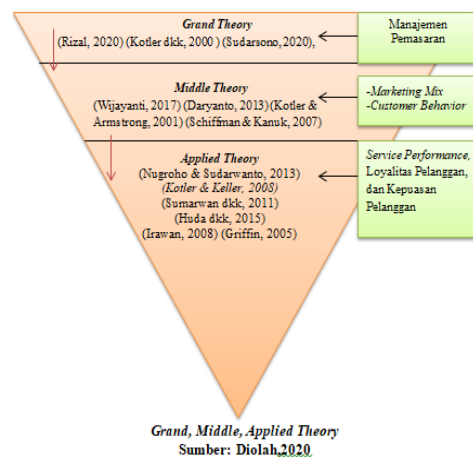 Grand Theory
(Rizal, 2020) (Kotler dkk, 2000 ) (Sudarsono, 2020),
Manajemen
Pemasaran
Middle Theory
(Wijayanti, 2017) (Daryanto, 2013) (Kotler &
Armstrong, 2001) (Schiffman & Kanuk, 2007)
-Marketing Mix
-Customer Behavior
Applied Theory
(Nugroho & Sudarwanto, 2013)
(Kotler & Keller, 2008)
(Sumarwan dkk, 2011)
(Huda dkk, 2015)
(Irawan, 2008) (Griffin, 2005)
Service Performance,
Loyalitas Pelanggan,
dan Kepuasan
Pelanggan
Grand, Middle, Applied Theory
Sumber: Diolah,2020